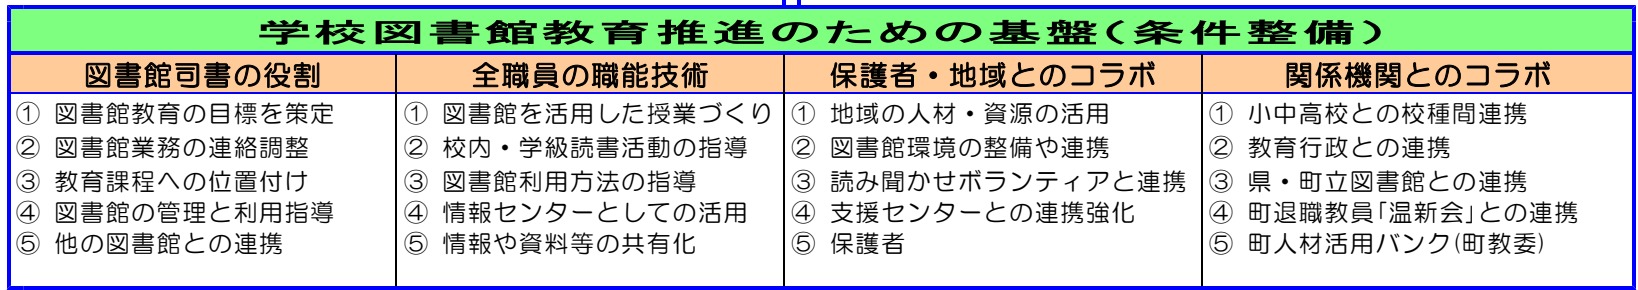 学校図書館教育推進のための基盤(条件整備)
図書館司書の役割
① 図書館教育の目標を策定
② 図書館業務の連絡調整
③ 教育課程への位置付け
④ 図書館の管理と利用指導
⑤ 他の図書館との連携
全職員の職能技術
① 図書館を活用した授業づくり
② 校内・学級読書活動の指導
③ 図書館利用方法の指導
④ 情報センターとしての活用
⑤ 情報や資料等の共有化
保護者・地域とのコラボ
① 地域の人材・資源の活用
② 図書館環境の整備や連携
③ 読み聞かせボランティアと連携
④ 支援センターとの連携強化
⑤ 保護者
関係機関とのコラボ
① 小中高校との校種間連携
② 教育行政との連携
③ 県・町立図書館との連携
④ 町退職教員｢温新会｣との連携
⑤ 町人材活用バンク(町教委)